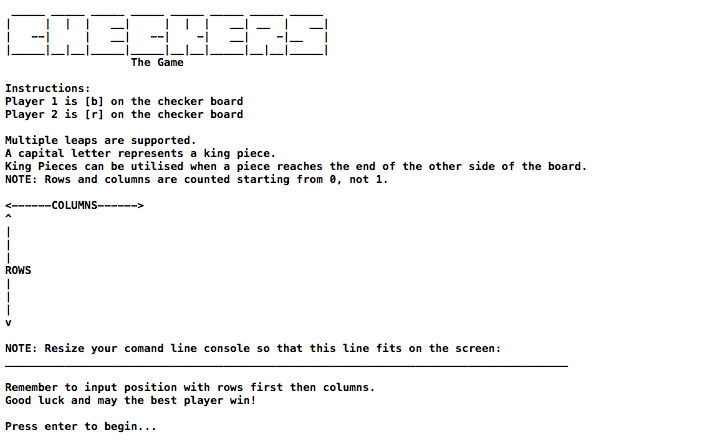 CHECKERS
The Game
Instructions:
Player 1 is [b] on the checker board
Player 2 is [r] on the checker board
Multiple leaps are supported.
A capital letter represents a king piece.
King Pieces can be utilised when a piece reaches the end of the other side of the board.
NOTE: Rows and columns are counted starting from 0, not 1.
<------COLUMNS------>
^
|
|
|
ROWS
|
|
|
v
NOTE: Resize your comand line console so that this line fits on the screen:
Remember to input position with rows first then columns.
Good luck and may the best player win!
Press enter to begin...